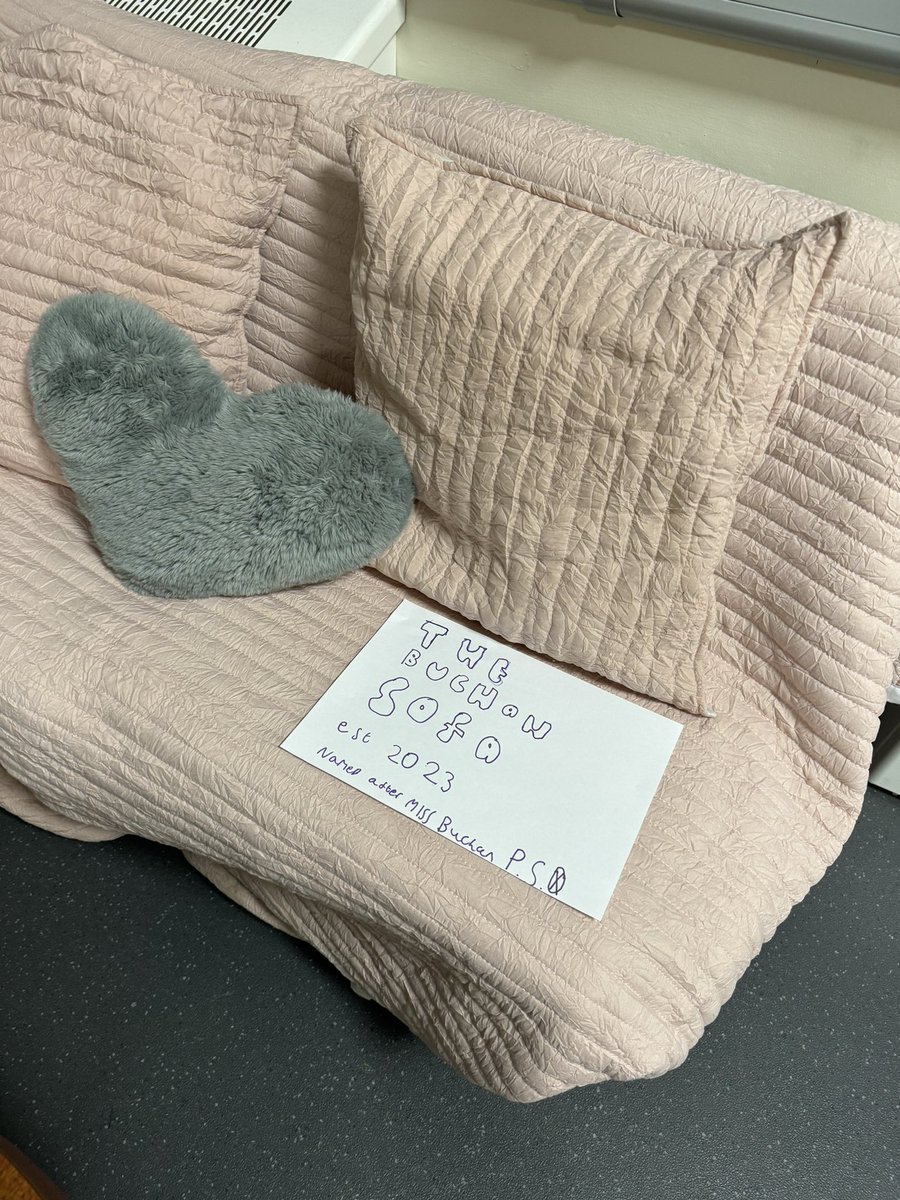 THE
BUCHaN
SOFA
est 2023
Named after Miss Buchan P.S.